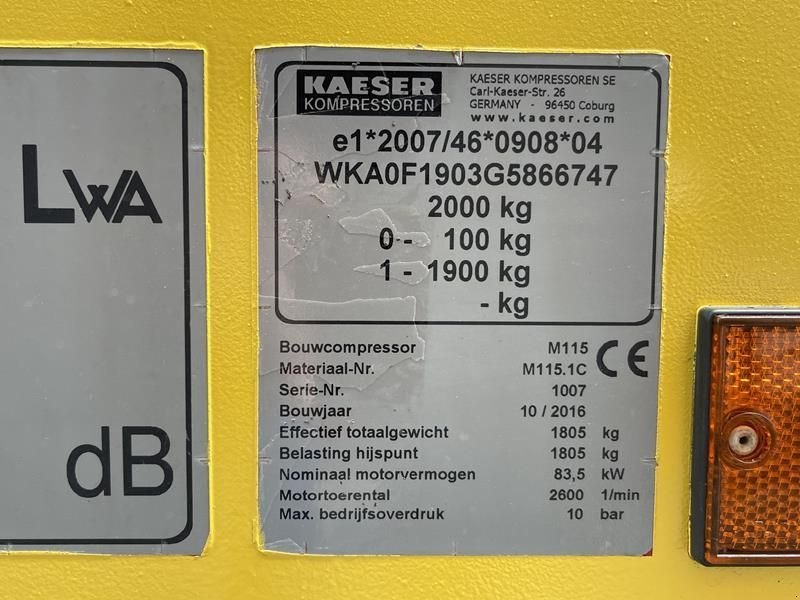 LWA
dB
KAESER
KOMPRESSOREN
KAESER KOMPRESSOREN SE
Carl-Kaeser-Str. 26
GERMANY - 96450 Coburg
www.kaeser.com
e1*2007/46*0908*04
WKA0F1903G5866747
2000 kg
0 - 100 kg
1 - 1900 kg
- kg
Bouwcompressor M115 CE
Materiaal-Nr. M115.1C
Serie-Nr. 1007
Bouwjaar 10 / 2016
Effectief totaalgewicht 1805 kg
Belasting hijspunt 1805 kg
Nominaal motorvermogen 83,5 kW
Motortoerental 2600 1/min
Max. bedrijfsoverdruk 10 bar